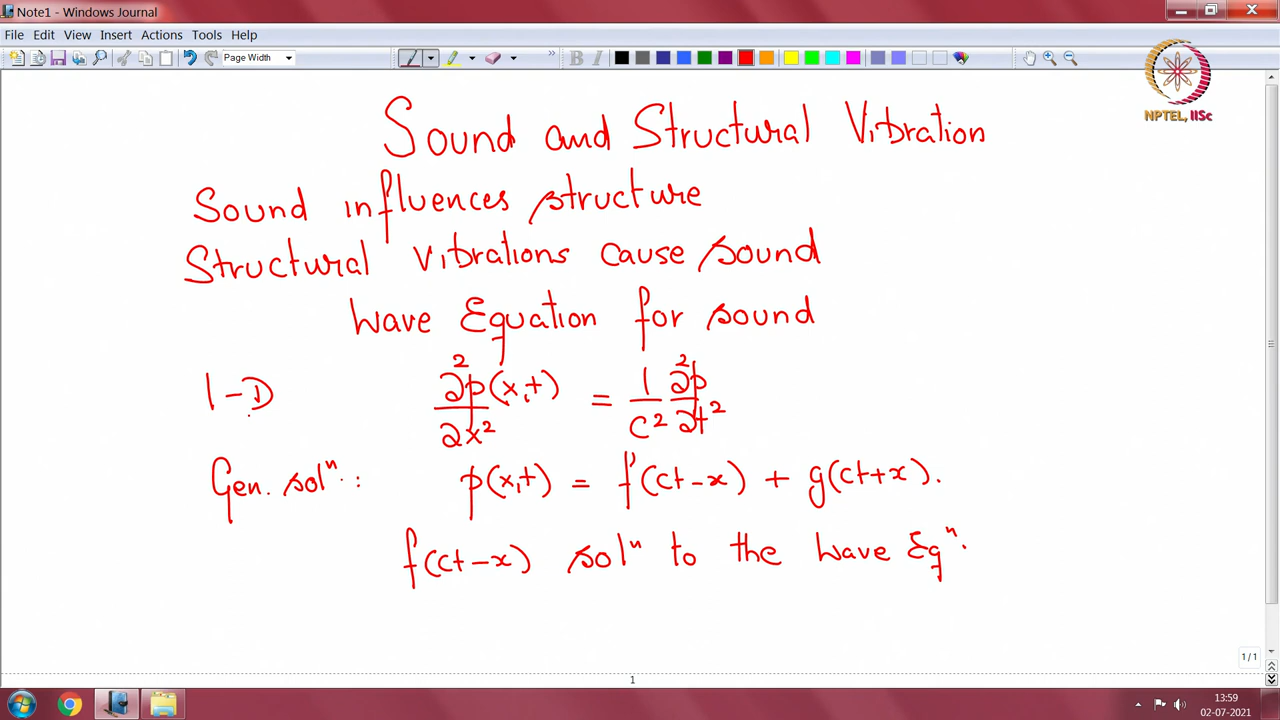 Note1 - Windows Journal
File Edit View Insert Actions Tools Help
Page Width
NPTEL, IISc
Sound and Structural Vibration
Sound influences structure
Structural vibrations cause sound
Wave Equation for sound
1-D ∂²p(x,t)/∂x² = 1/c² ∂²p/∂t²
Gen. solⁿ.: p(x,t) = f(ct-x) + g(ct+x).
f(ct-x) solⁿ to the Wave Eqⁿ.
1/1
1
13:59
02-07-2021